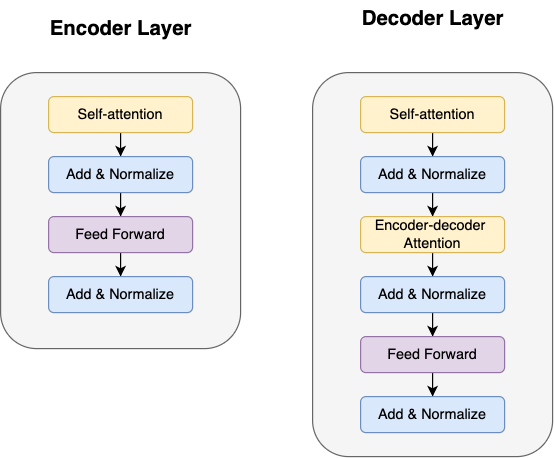 Encoder Layer
Self-attention
Add & Normalize
Feed Forward
Add & Normalize
Decoder Layer
Self-attention
Add & Normalize
Encoder-decoder
Attention
Add & Normalize
Feed Forward
Add & Normalize